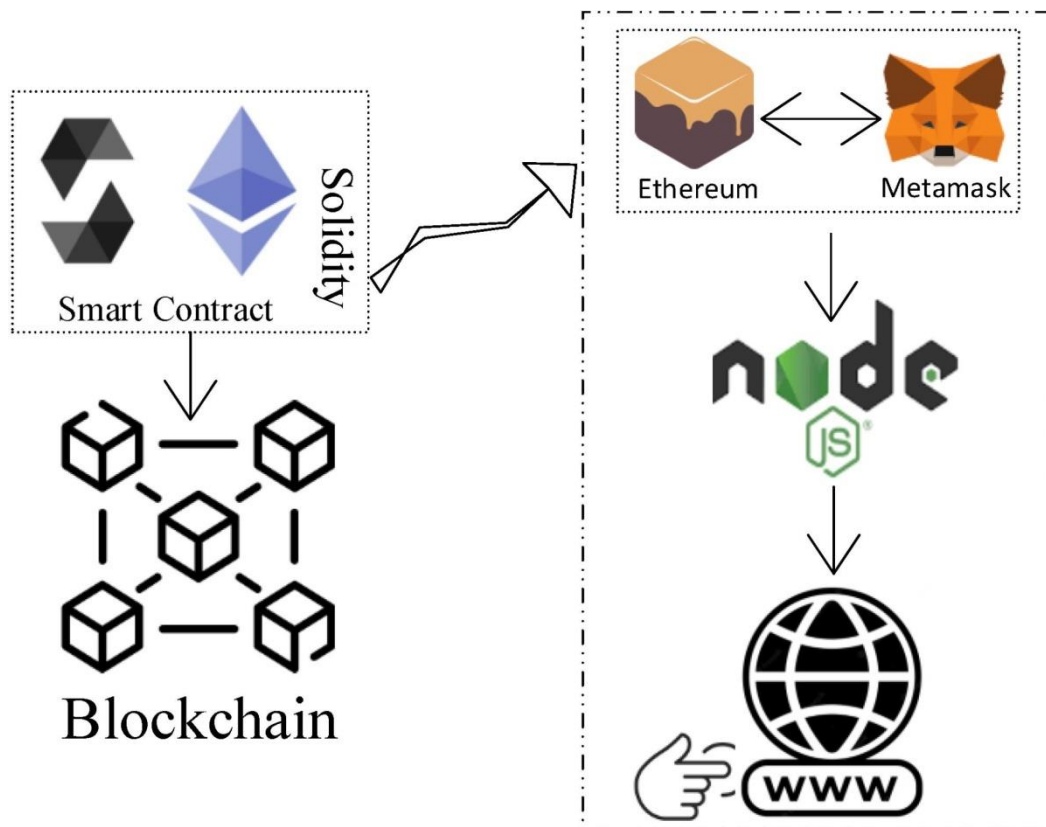 Solidity
Smart Contract
Blockchain
Ethereum
Metamask
node
JS
®
WWW